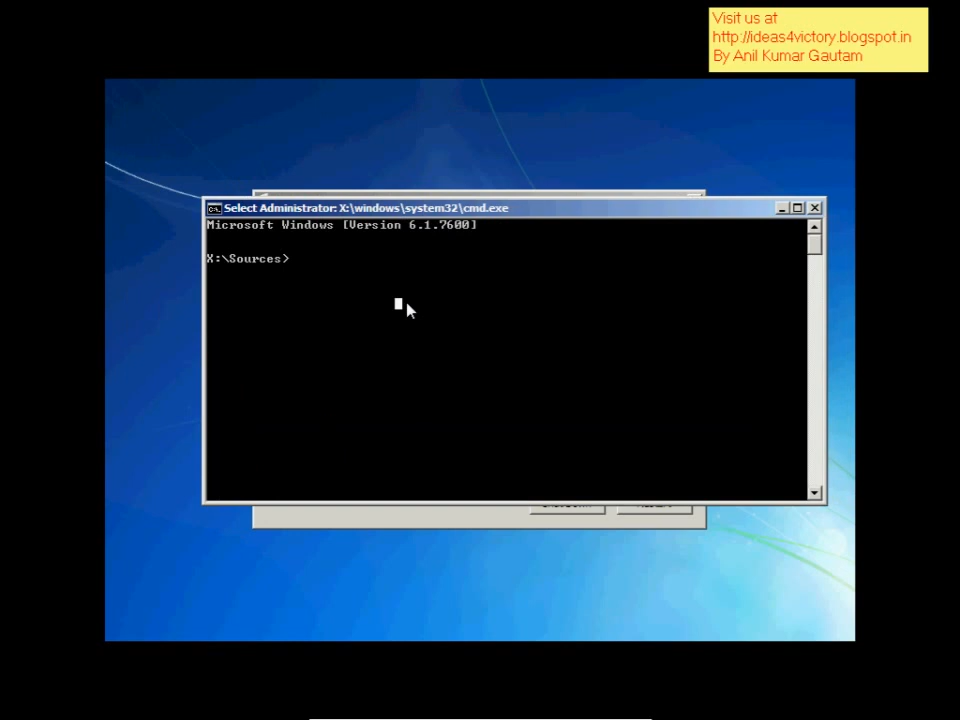 Visit us at
http://ideas4victory.blogspot.in
By Anil Kumar Gautam
Select Administrator: X:\windows\system32\cmd.exe
Microsoft Windows [Version 6.1.7600]
X:\Sources>